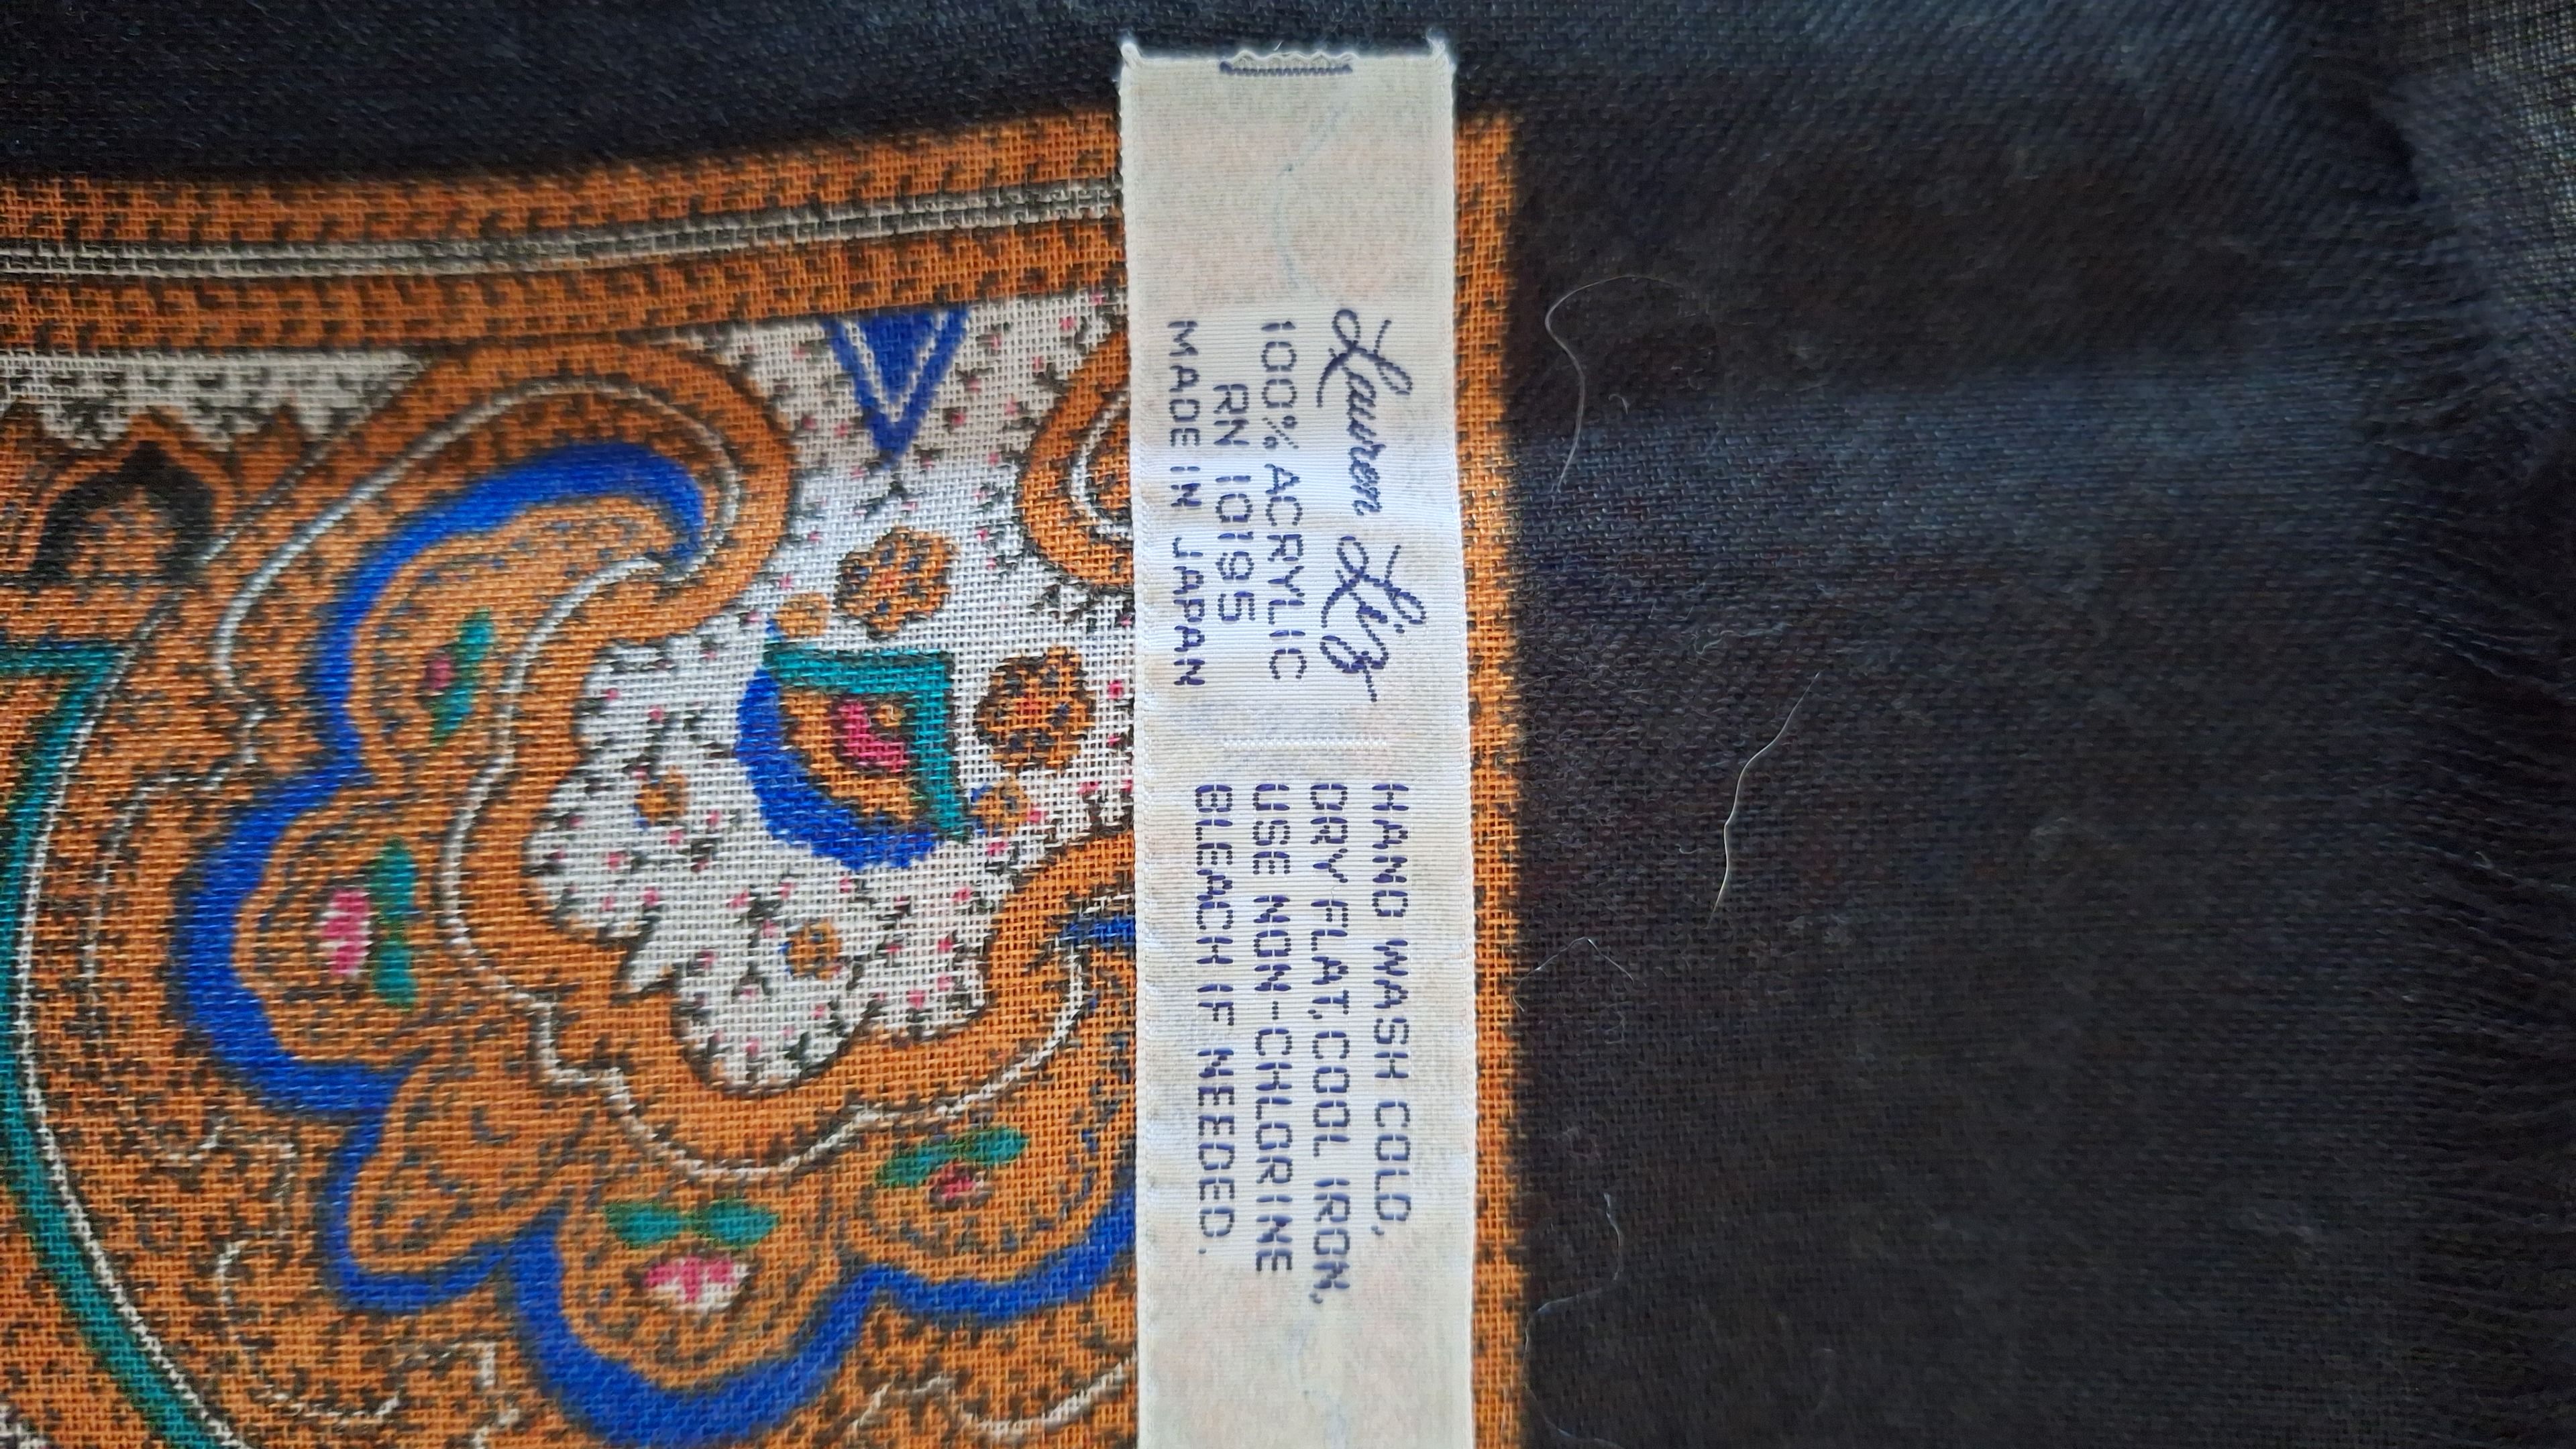 Lauren Liz
100% ACRYLIC
RN 10195
MADE IN JAPAN
HAND WASH COLD,
DRY FLAT, COOL IRON,
USE NON-CHLORINE
BLEACH IF NEEDED.